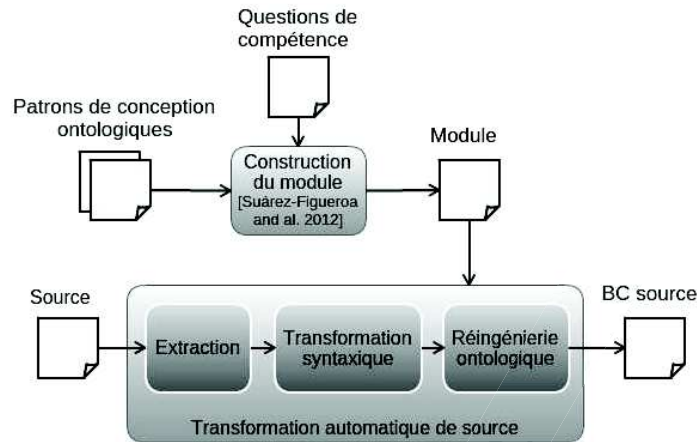 Questions de
compétence
Patrons de conception
ontologiques
Module
Construction
du module
[Suárez-Figueroa
and al. 2012]
Source
BC source
Extraction
Transformation
syntaxique
Réingénierie
ontologique
Transformation automatique de source